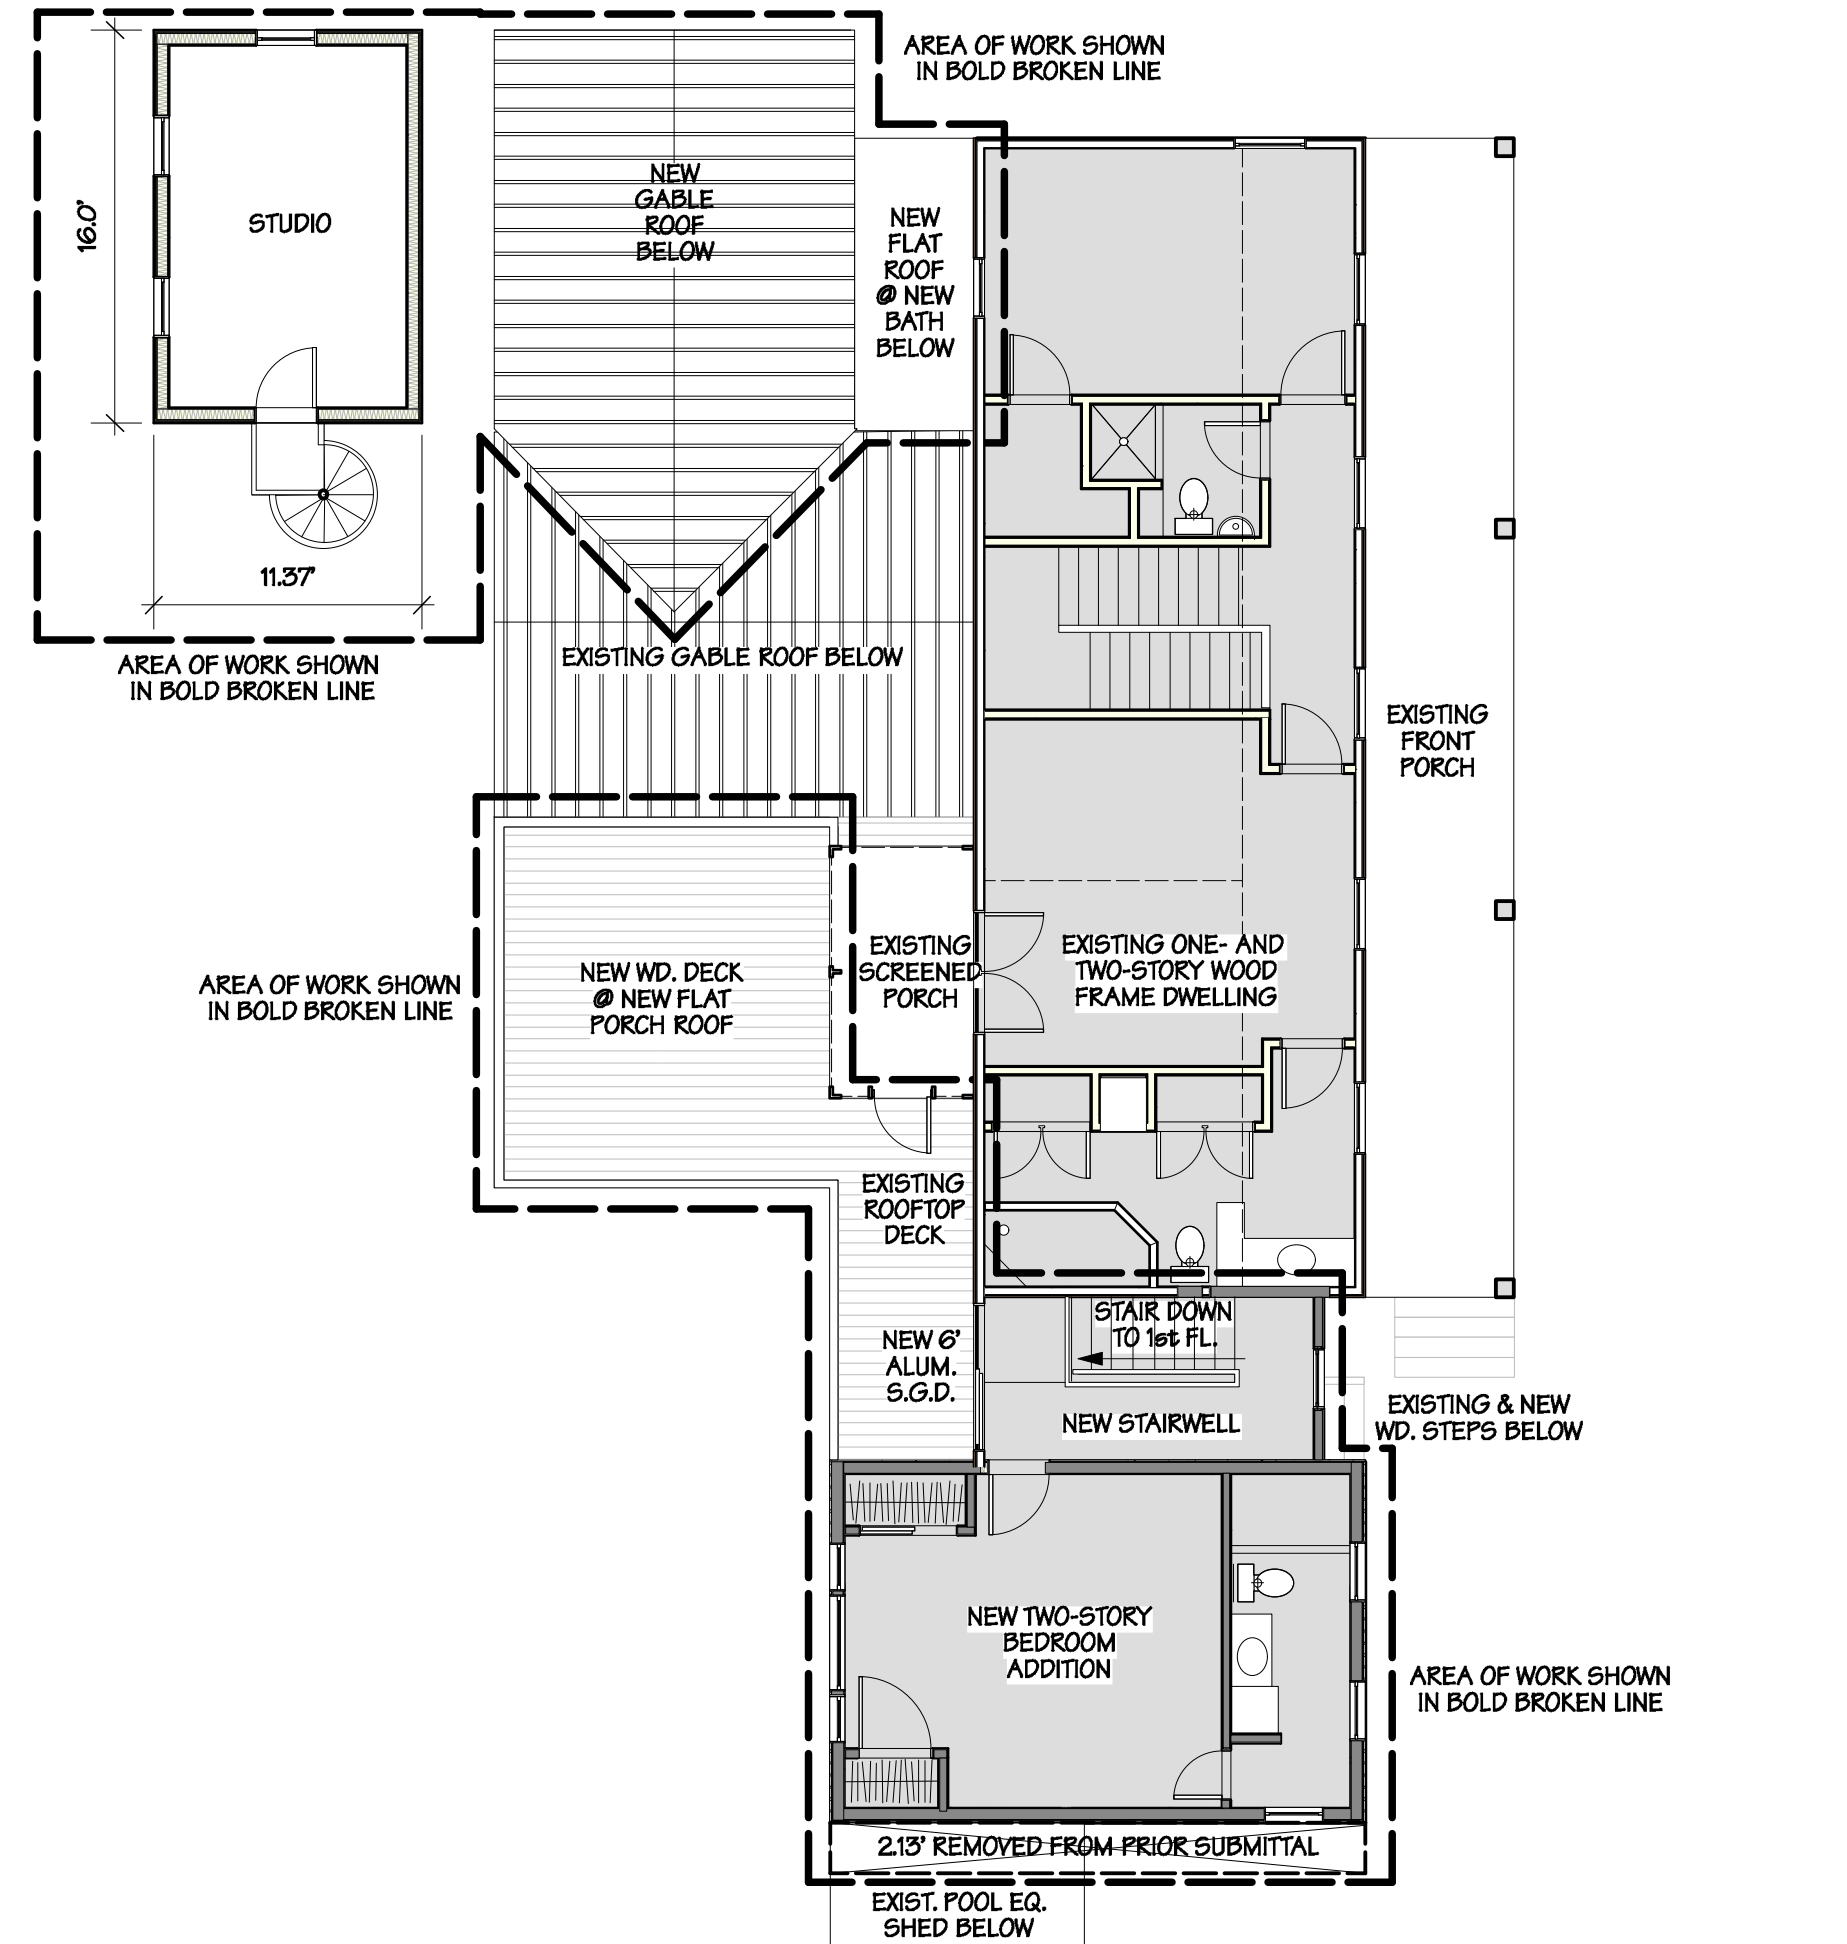 AREA OF WORK SHOWN
IN BOLD BROKEN LINE
NEW
GABLE
ROOF
BELOW
NEW
FLAT
ROOF
@ NEW
BATH
BELOW
STUDIO
16.0'
11.37'
AREA OF WORK SHOWN
IN BOLD BROKEN LINE
EXISTING GABLE ROOF BELOW
EXISTING
FRONT
PORCH
AREA OF WORK SHOWN
IN BOLD BROKEN LINE
NEW WD. DECK
@ NEW FLAT
PORCH ROOF
EXISTING
SCREENED
PORCH
EXISTING ONE- AND
TWO-STORY WOOD
FRAME DWELLING
EXISTING
ROOFTOP
DECK
STAIR DOWN
TO 1st FL.
NEW 6'
ALUM.
S.G.D.
NEW STAIRWELL
EXISTING & NEW
WD. STEPS BELOW
NEW TWO-STORY
BEDROOM
ADDITION
AREA OF WORK SHOWN
IN BOLD BROKEN LINE
2.13' REMOVED FROM PRIOR SUBMITTAL
EXIST. POOL EQ.
SHED BELOW